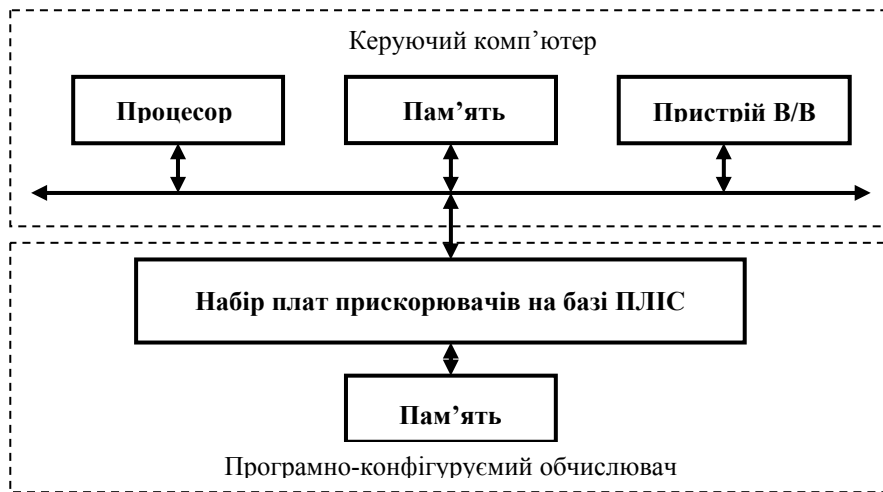 Керуючий комп’ютер
Процесор
Пам’ять
Пристрій В/В
Набір плат прискорювачів на базі ПЛІС
Пам’ять
Програмно-конфігуруємий обчислювач